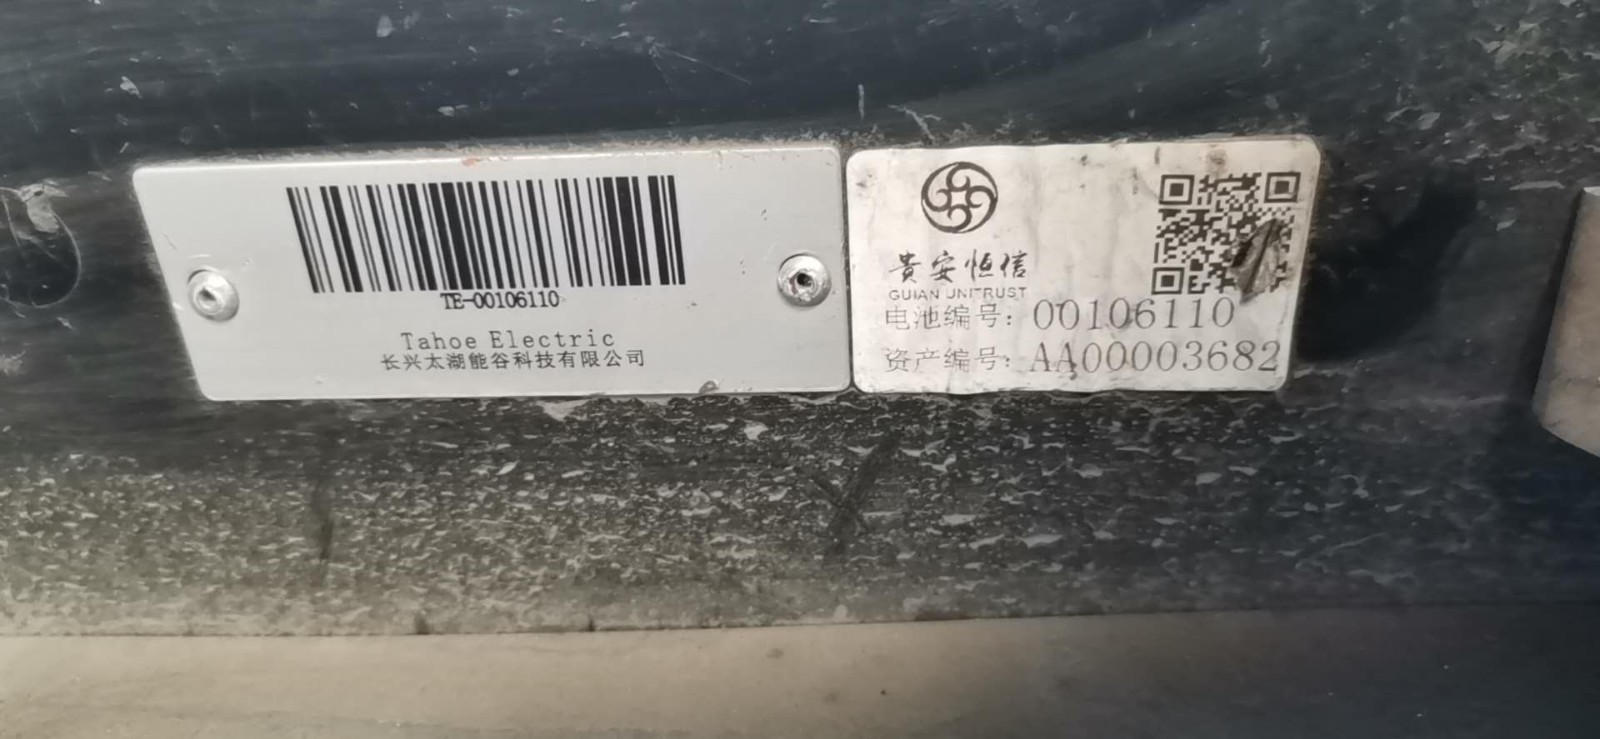 TE-00106110
Tahoe Electric
长兴太湖能谷科技有限公司
贵安恒信
GUIAN UNITRUST
电池编号：00106110
资产编号：AA00003682